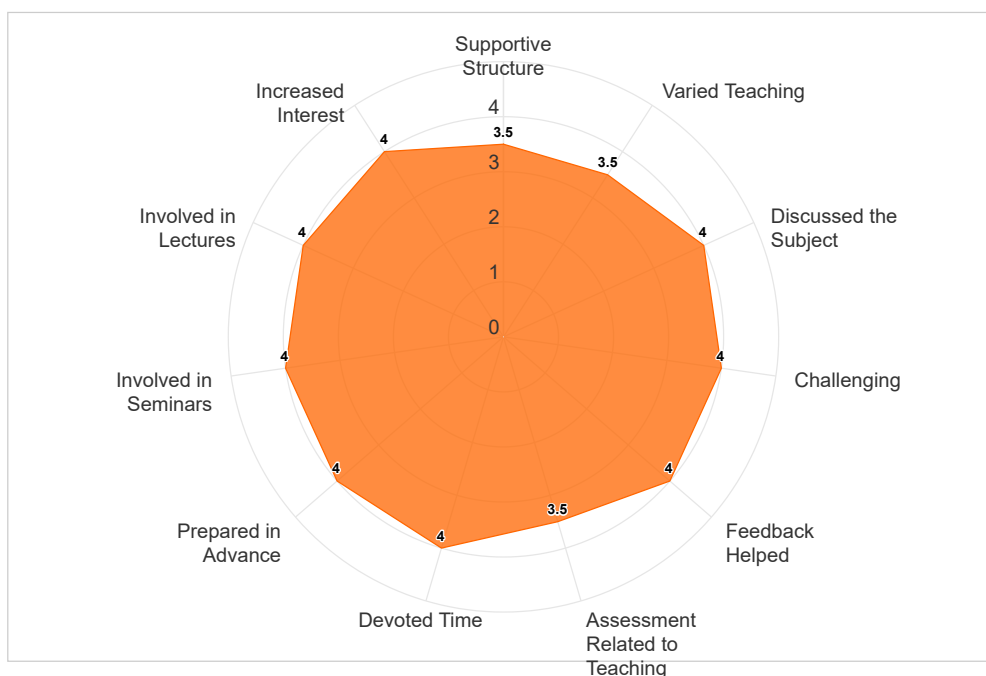 Supportive
Structure
Increased
Interest
Varied Teaching
4
4
3.5
3
3.5
Involved in
Lectures
4
2
4
Discussed the
Subject
1
0
4
4
Involved in
Seminars
Challenging
4
4
3.5
4
Prepared in
Advance
Feedback
Helped
Devoted Time
Assessment
Related to
Teaching